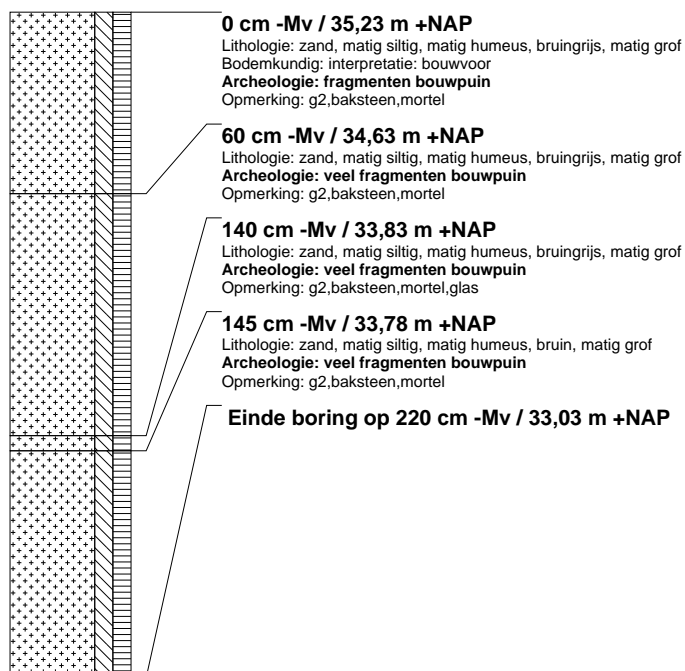 0 cm -Mv / 35,23 m +NAP
Lithologie: zand, matig siltig, matig humeus, bruingrijs, matig grof
Bodemkundig: interpretatie: bouwvoor
Archeologie: fragmenten bouwpuin
Opmerking: g2,baksteen,mortel
60 cm -Mv / 34,63 m +NAP
Lithologie: zand, matig siltig, matig humeus, bruingrijs, matig grof
Archeologie: veel fragmenten bouwpuin
Opmerking: g2,baksteen,mortel
140 cm -Mv / 33,83 m +NAP
Lithologie: zand, matig siltig, matig humeus, bruingrijs, matig grof
Archeologie: veel fragmenten bouwpuin
Opmerking: g2,baksteen,mortel,glas
145 cm -Mv / 33,78 m +NAP
Lithologie: zand, matig siltig, matig humeus, bruin, matig grof
Archeologie: veel fragmenten bouwpuin
Opmerking: g2,baksteen,mortel
Einde boring op 220 cm -Mv / 33,03 m +NAP